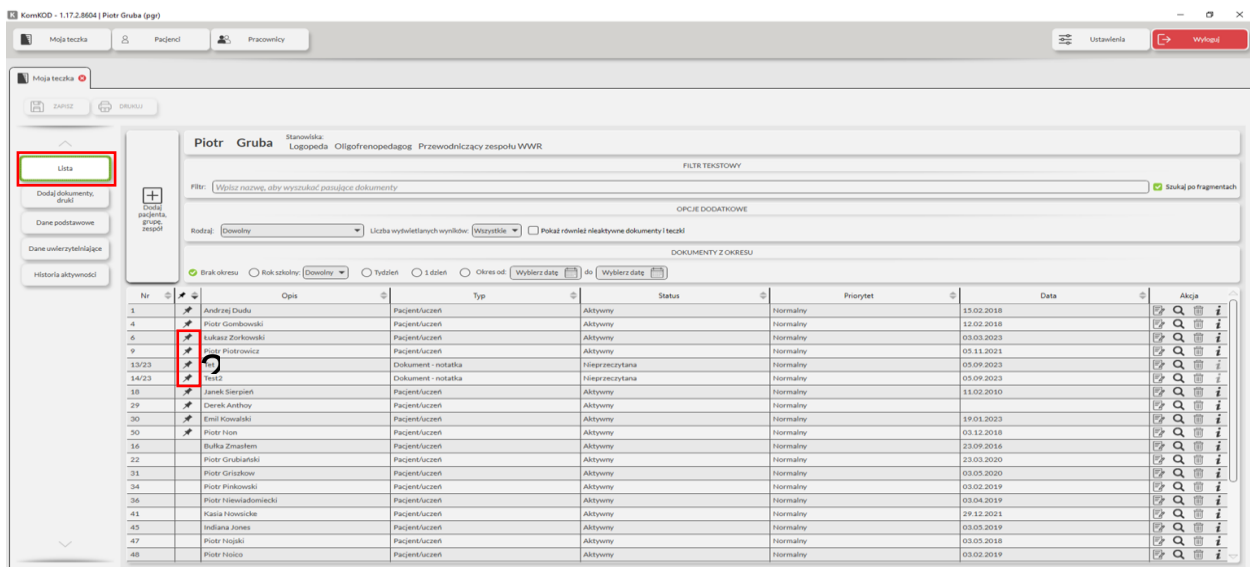 KomKOD - 1.17.2.8604 | Piotr Gruba (pgr)
Moja teczka Pacjenci Pracownicy Ustawienia Wyloguj
Moja teczka
ZAPISZ DRUKUJ
Lista
Dodaj dokumenty,
druki
Dane podstawowe
Dane uwierzytelniające
Historia aktywności
Dodaj
pacjenta,
grupę,
zespół
Piotr Gruba Stanowiska:
Logopeda Oligofrenopedagog Przewodniczący zespołu WWR
FILTR TEKSTOWY
Filtr: Wpisz nazwę, aby wyszukać pasujące dokumenty Szukaj po fragmentach
OPCJE DODATKOWE
Rodzaj: Dowolny Liczba wyświetlanych wyników: Wszystkie Pokaż również nieaktywne dokumenty i teczki
DOKUMENTY Z OKRESU
Brak okresu Rok szkolny: Dowolny Tydzień 1 dzień Okres od: Wybierz datę do Wybierz datę
Nr Opis Typ Status Priorytet Data Akcja
1 Andrzej Dudu Pacjent/uczeń Aktywny Normalny 15.02.2018
4 Piotr Gombowski Pacjent/uczeń Aktywny Normalny 12.02.2018
6 Łukasz Zorkowski Pacjent/uczeń Aktywny Normalny 03.03.2023
9 Piotr Piotrowicz Pacjent/uczeń Aktywny Normalny 05.11.2021
13/23 Dokument - notatka Nieprzeczytana Normalny 05.09.2023
14/23 Test2 Dokument - notatka Nieprzeczytana Normalny 05.09.2023
18 Janek Sierpień Pacjent/uczeń Aktywny Normalny 11.02.2010
29 Derek Anthoy Pacjent/uczeń Aktywny Normalny
30 Emil Kowalski Pacjent/uczeń Aktywny Normalny 19.01.2023
50 Piotr Non Pacjent/uczeń Aktywny Normalny 03.12.2018
16 Bułka Zmasłem Pacjent/uczeń Aktywny Normalny 23.09.2016
22 Piotr Grubiański Pacjent/uczeń Aktywny Normalny 23.03.2020
31 Piotr Griszkow Pacjent/uczeń Aktywny Normalny 03.05.2020
34 Piotr Pinkowski Pacjent/uczeń Aktywny Normalny 03.02.2019
36 Piotr Niewiadomiecki Pacjent/uczeń Aktywny Normalny 03.04.2019
41 Kasia Nowsicke Pacjent/uczeń Aktywny Normalny 29.12.2021
45 Indiana Jones Pacjent/uczeń Aktywny Normalny 03.05.2019
47 Piotr Nojski Pacjent/uczeń Aktywny Normalny 03.05.2018
48 Piotr Noico Pacjent/uczeń Aktywny Normalny 03.02.2019